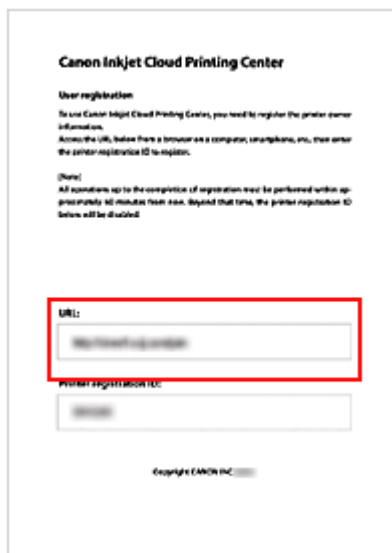 Canon Inkjet Cloud Printing Center
User registration
To use Canon Inkjet Cloud Printing Center, you need to register the printer owner
information.
Access the URL below from a browser on a computer, smartphone, etc., then enter
the printer registration ID to register.
[Note]
All operations up to the completion of registration must be performed within ap-
proximately 60 minutes from now. Beyond that time, the printer registration ID
below will be disabled.
URL:
Printer registration ID:
Copyright CANON INC.